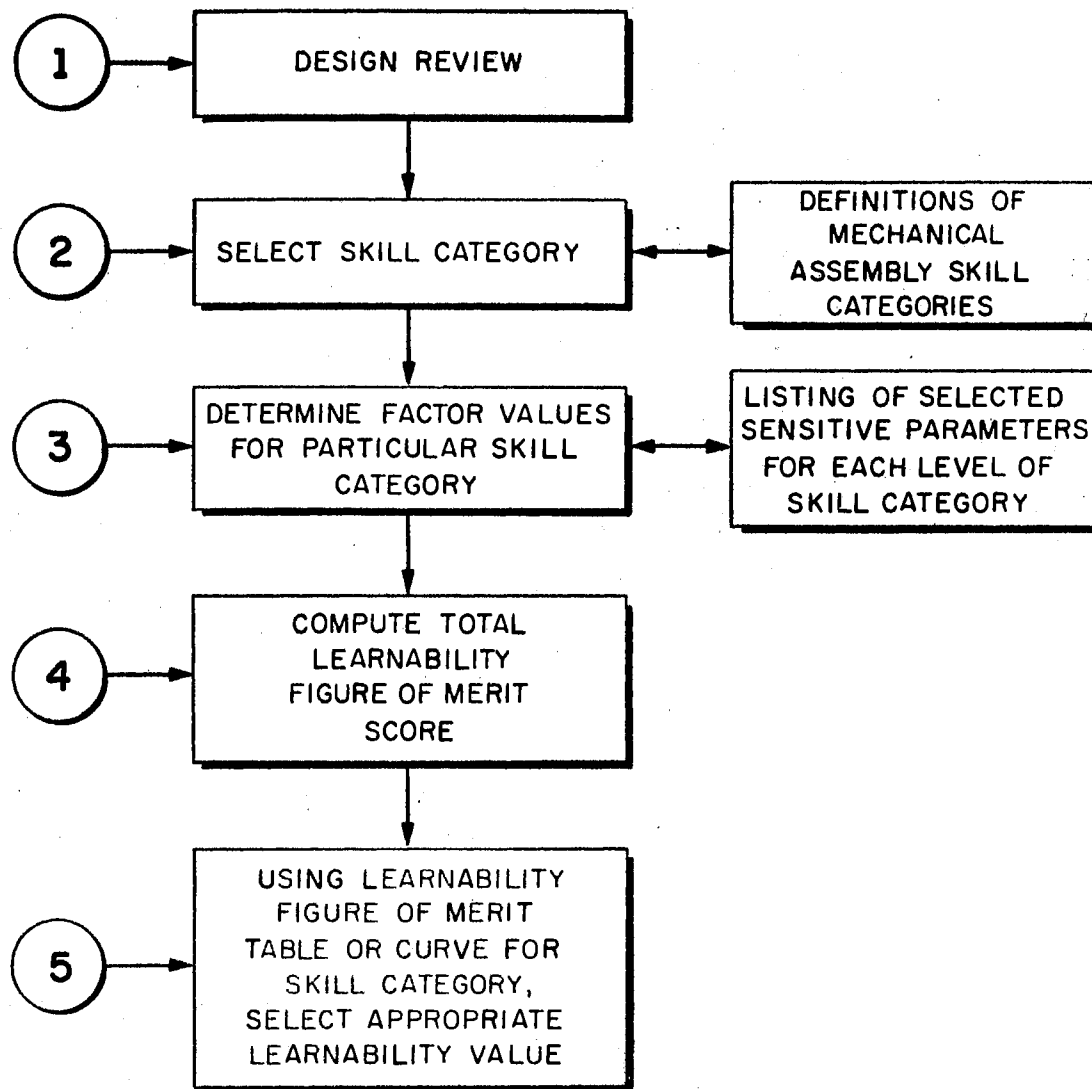 1
DESIGN REVIEW
2
SELECT SKILL CATEGORY
DEFINITIONS OF
MECHANICAL
ASSEMBLY SKILL
CATEGORIES
3
DETERMINE FACTOR VALUES
FOR PARTICULAR SKILL
CATEGORY
LISTING OF SELECTED
SENSITIVE PARAMETERS
FOR EACH LEVEL OF
SKILL CATEGORY
4
COMPUTE TOTAL
LEARNABILITY
FIGURE OF MERIT
SCORE
5
USING LEARNABILITY
FIGURE OF MERIT
TABLE OR CURVE FOR
SKILL CATEGORY,
SELECT APPROPRIATE
LEARNABILITY VALUE